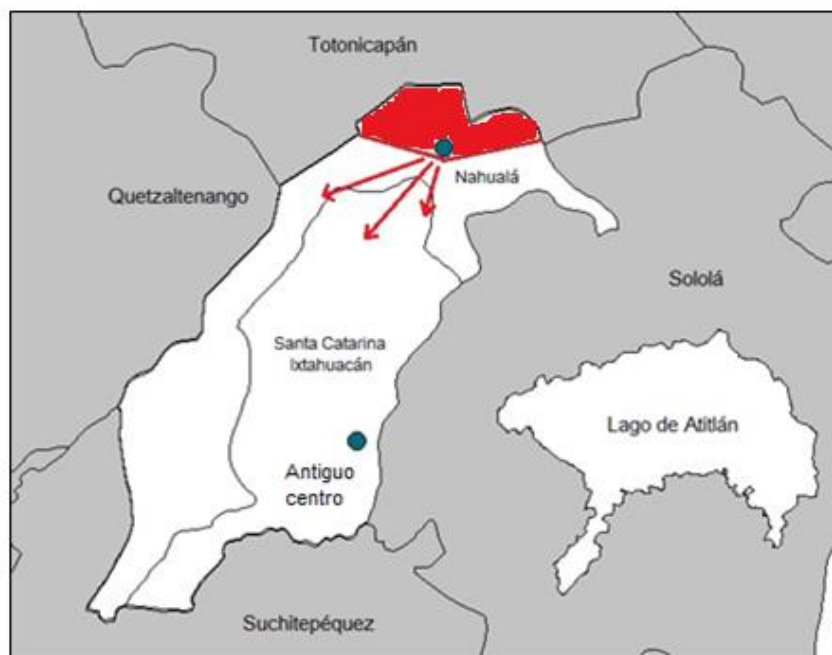 Totonicapán
Nahualá
Quetzaltenango
Sololá
Santa Catarina
Ixtahuacán
Lago de Atitlán
Antiguo
centro
Suchitepéquez